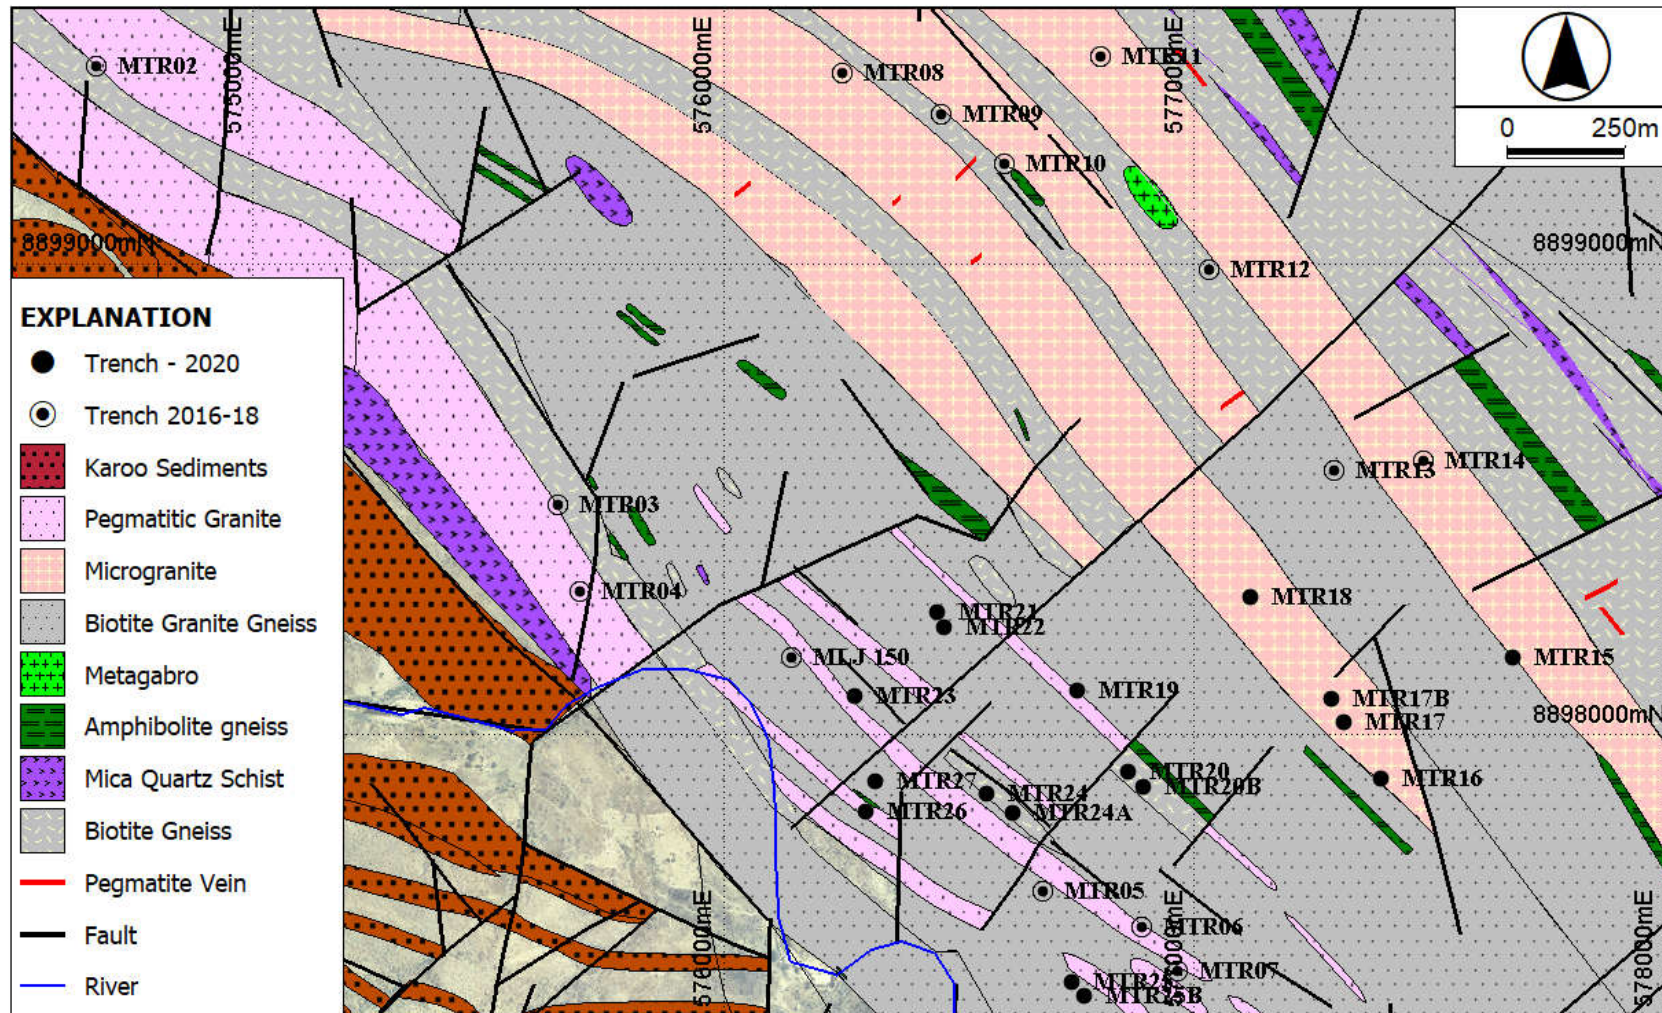 MTR02
575000mE
576000mE
MTR08
MTR09
MTR10
MTR11
577000mE
0 250m
8899000mN
8899000mN
MTR12
EXPLANATION
Trench - 2020
Trench 2016-18
Karoo Sediments
Pegmatitic Granite
Microgranite
Biotite Granite Gneiss
Metagabro
Amphibolite gneiss
Mica Quartz Schist
Biotite Gneiss
Pegmatite Vein
Fault
River
MTR13
MTR14
MTR03
MTR04
MTR21
MTR22
MTR18
MLJ 150
MTR23
MTR19
MTR15
MTR17B
MTR17
8898000mN
MTR27
MTR26
MTR24
MTR24A
MTR20
MTR20B
MTR16
MTR05
MTR06
MTR07
MTR25B
576000mE
578000mE